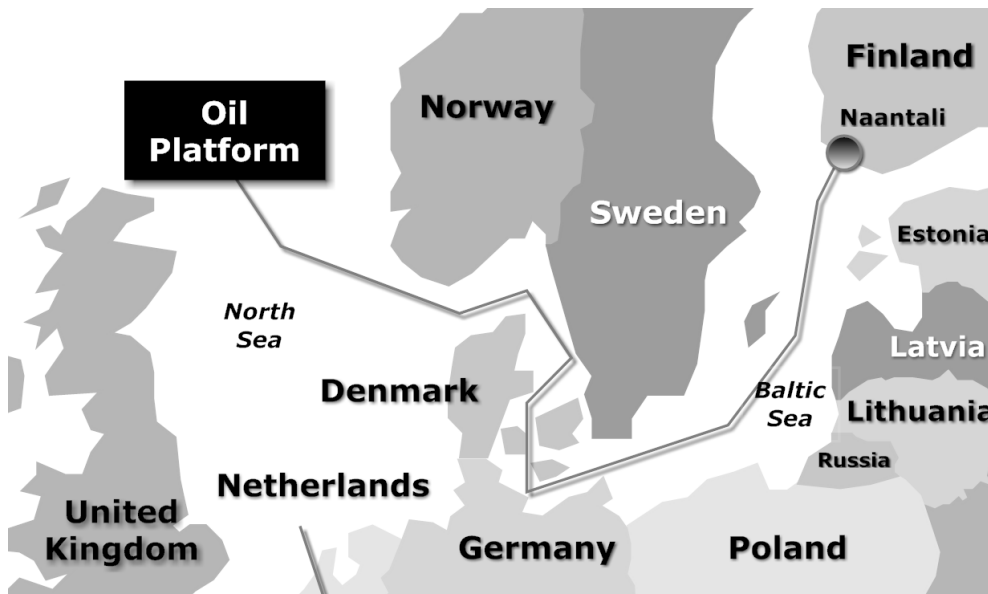 Finland
Norway
Oil
Platform
Naantali
Sweden
Estonia
North
Sea
Latvia
Denmark
Baltic
Sea
Lithuania
Russia
Netherlands
United
Kingdom
Germany
Poland